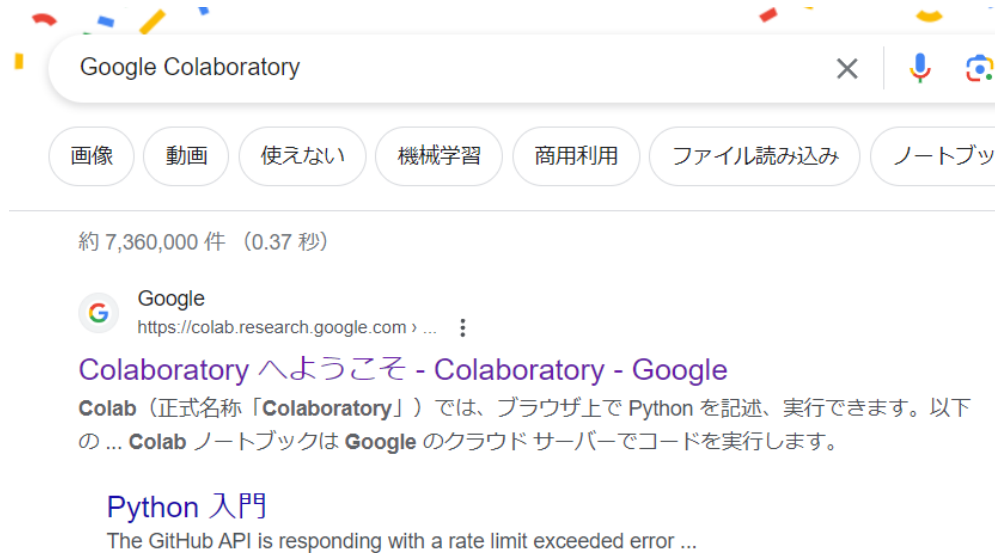 Google Colaboratory
画像 動画 使えない 機械学習 商用利用 ファイル読み込み ノートブッ
約 7,360,000 件 （0.37 秒）
Google
https://colab.research.google.com › ...
Colaboratory へようこそ - Colaboratory - Google
Colab（正式名称「Colaboratory」）では、ブラウザ上で Python を記述、実行できます。以下
の ... Colab ノートブックは Google のクラウド サーバーでコードを実行します。
Python 入門
The GitHub API is responding with a rate limit exceeded error ...